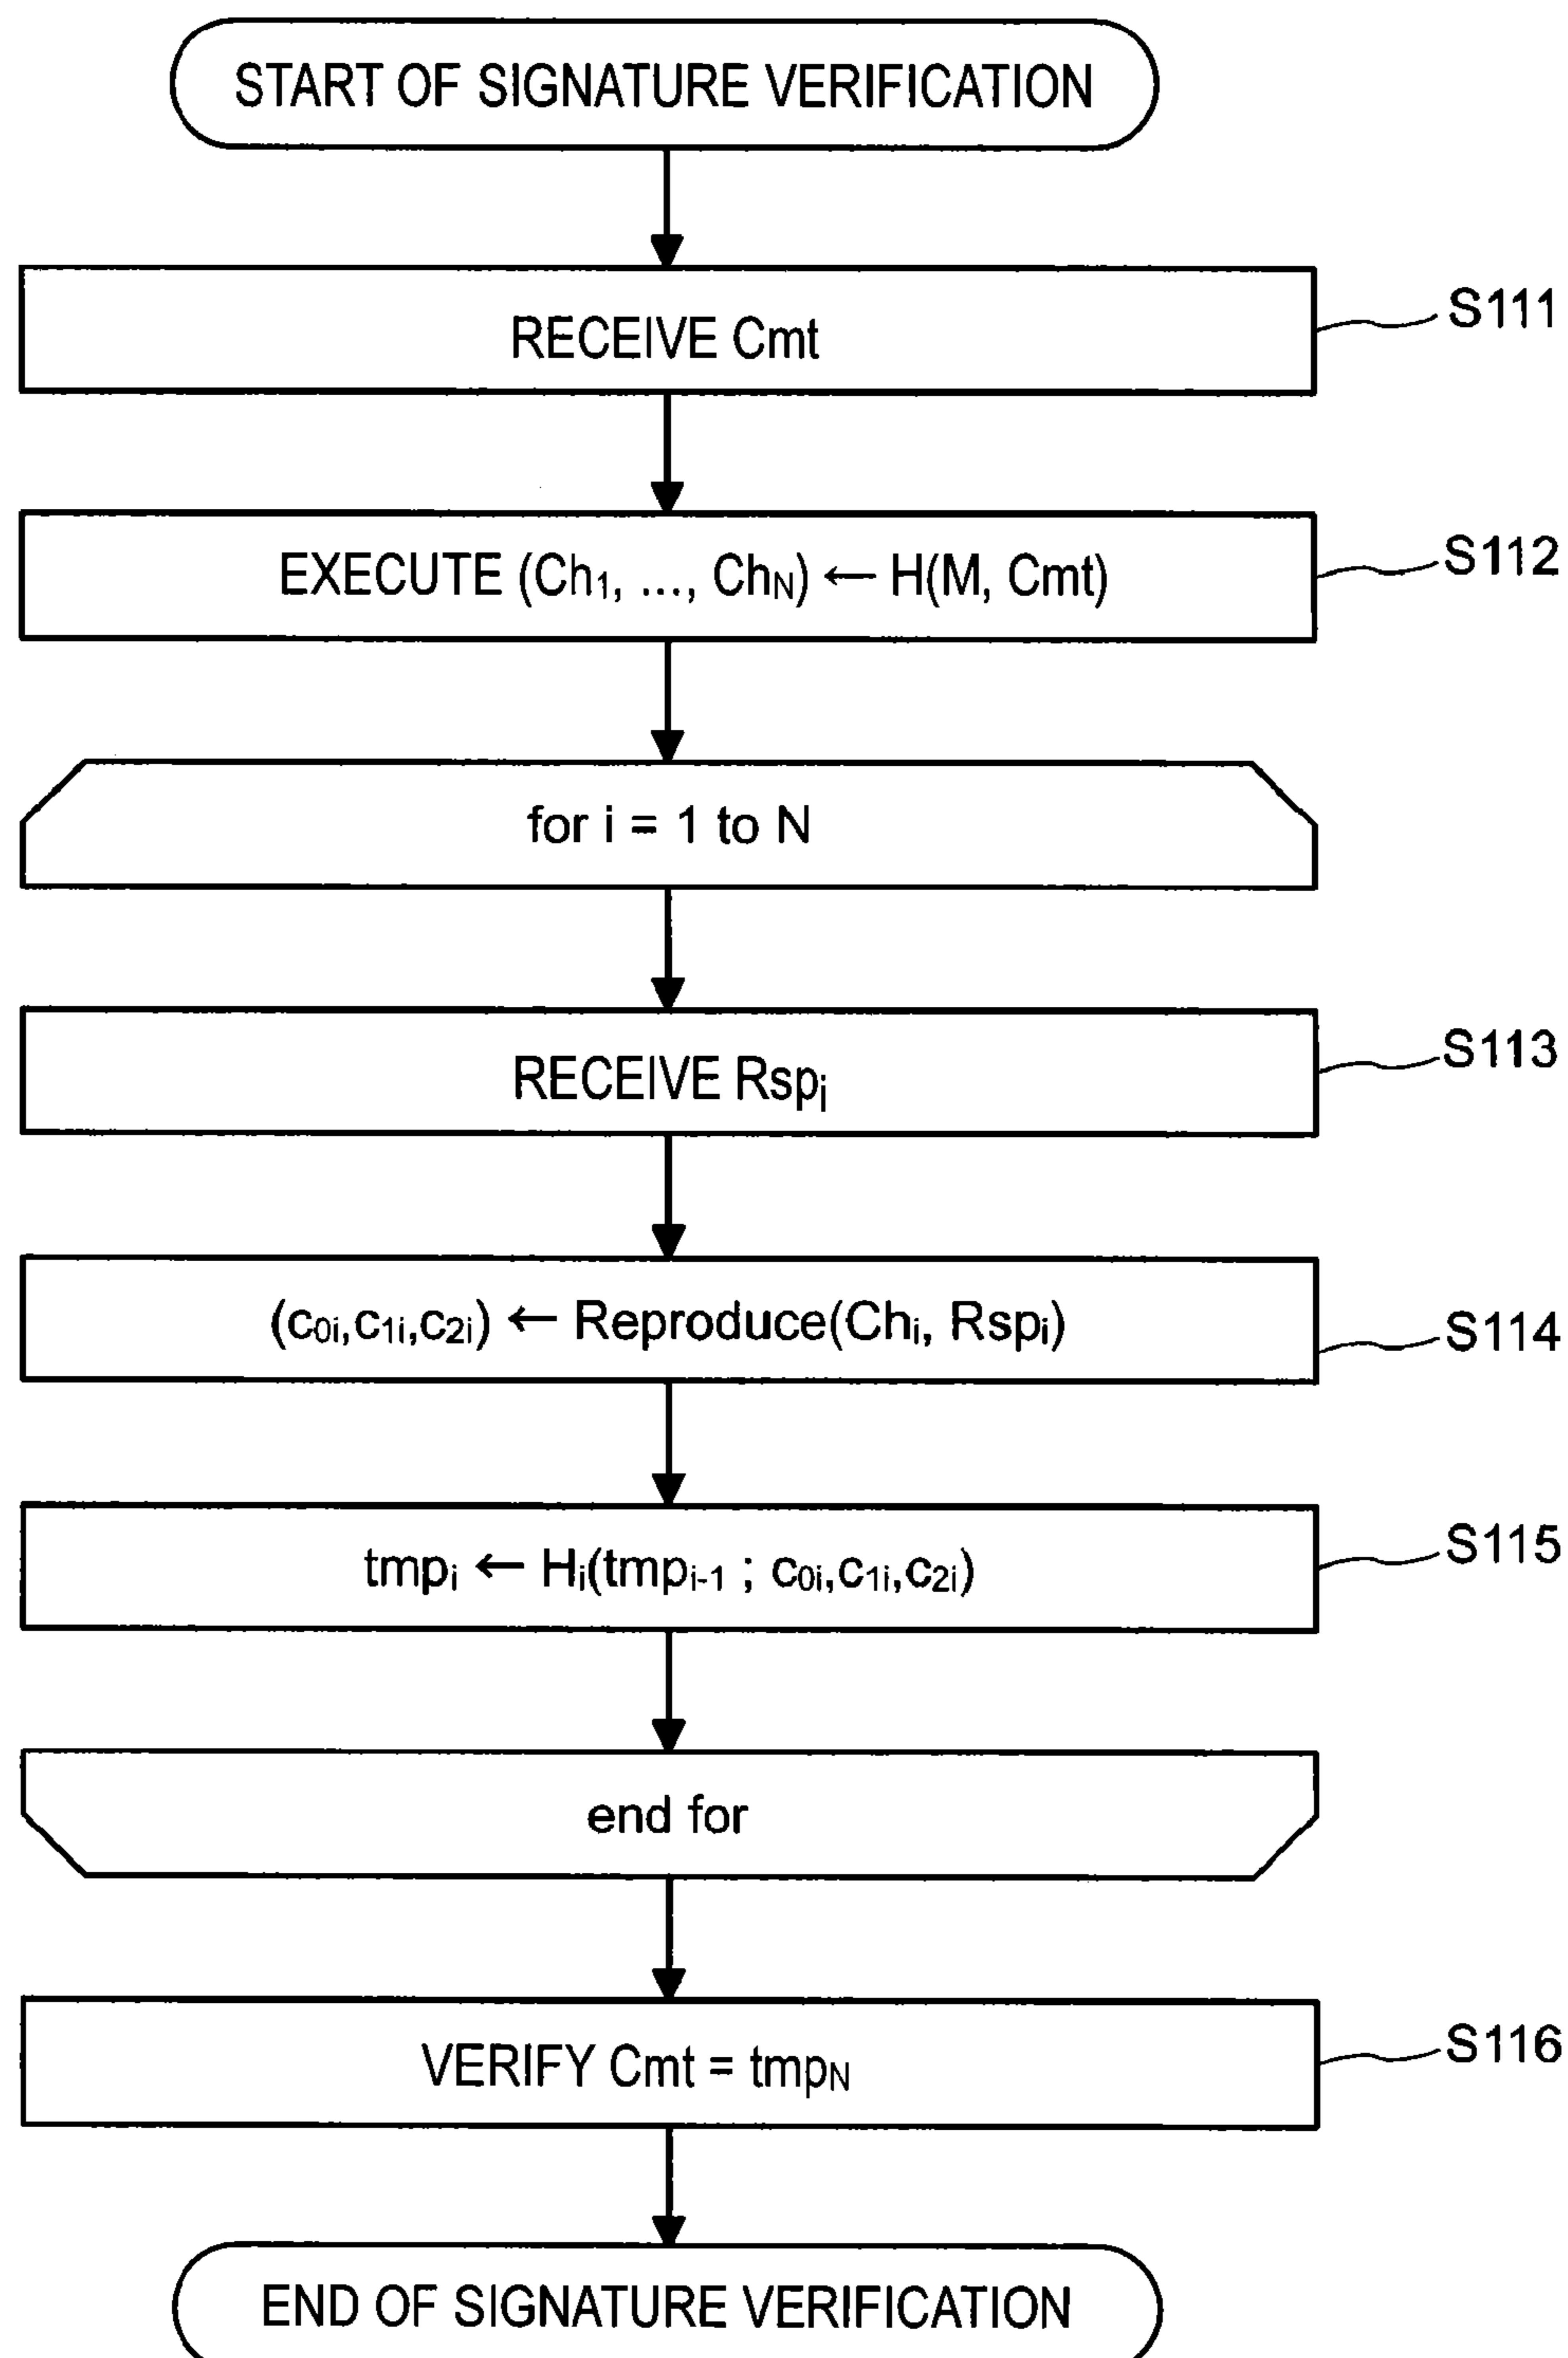 START OF SIGNATURE VERIFICATION
RECEIVE Cmt
S111
EXECUTE (Ch₁, ..., Ch_N) ← H(M, Cmt)
S112
for i = 1 to N
RECEIVE Rspᵢ
S113
(c₀ᵢ,c₁ᵢ,c₂ᵢ) ← Reproduce(Chᵢ, Rspᵢ)
S114
tmpᵢ ← Hᵢ(tmpᵢ₋₁ ; c₀ᵢ,c₁ᵢ,c₂ᵢ)
S115
end for
VERIFY Cmt = tmp_N
S116
END OF SIGNATURE VERIFICATION